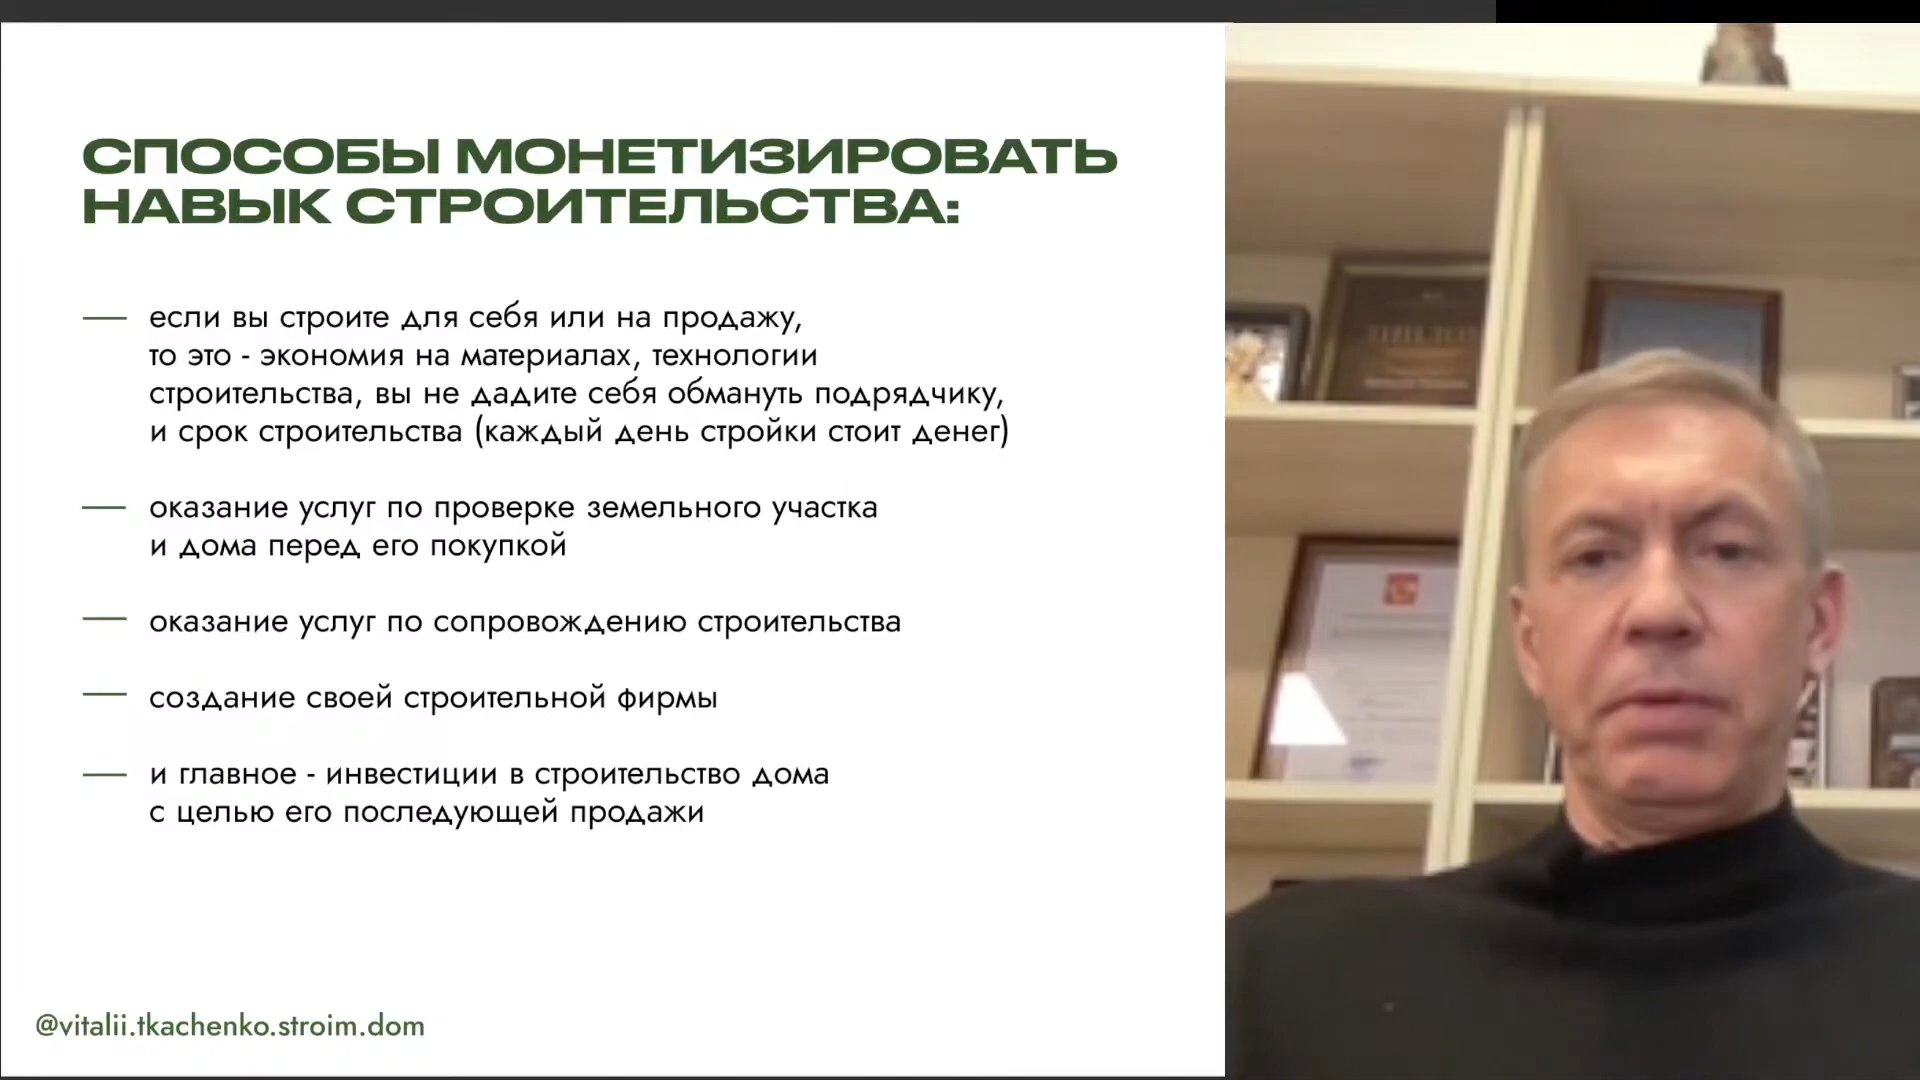 СПОСОБЫ МОНЕТИЗИРОВАТЬ
НАВЫК СТРОИТЕЛЬСТВА:
— если вы строите для себя или на продажу,
то это - экономия на материалах, технологии
строительства, вы не дадите себя обмануть подрядчику,
и срок строительства (каждый день стройки стоит денег)
— оказание услуг по проверке земельного участка
и дома перед его покупкой
— оказание услуг по сопровождению строительства
— создание своей строительной фирмы
— и главное - инвестиции в строительство дома
с целью его последующей продажи
@vitalii.tkachenko.stroim.dom
ДИПЛОМ